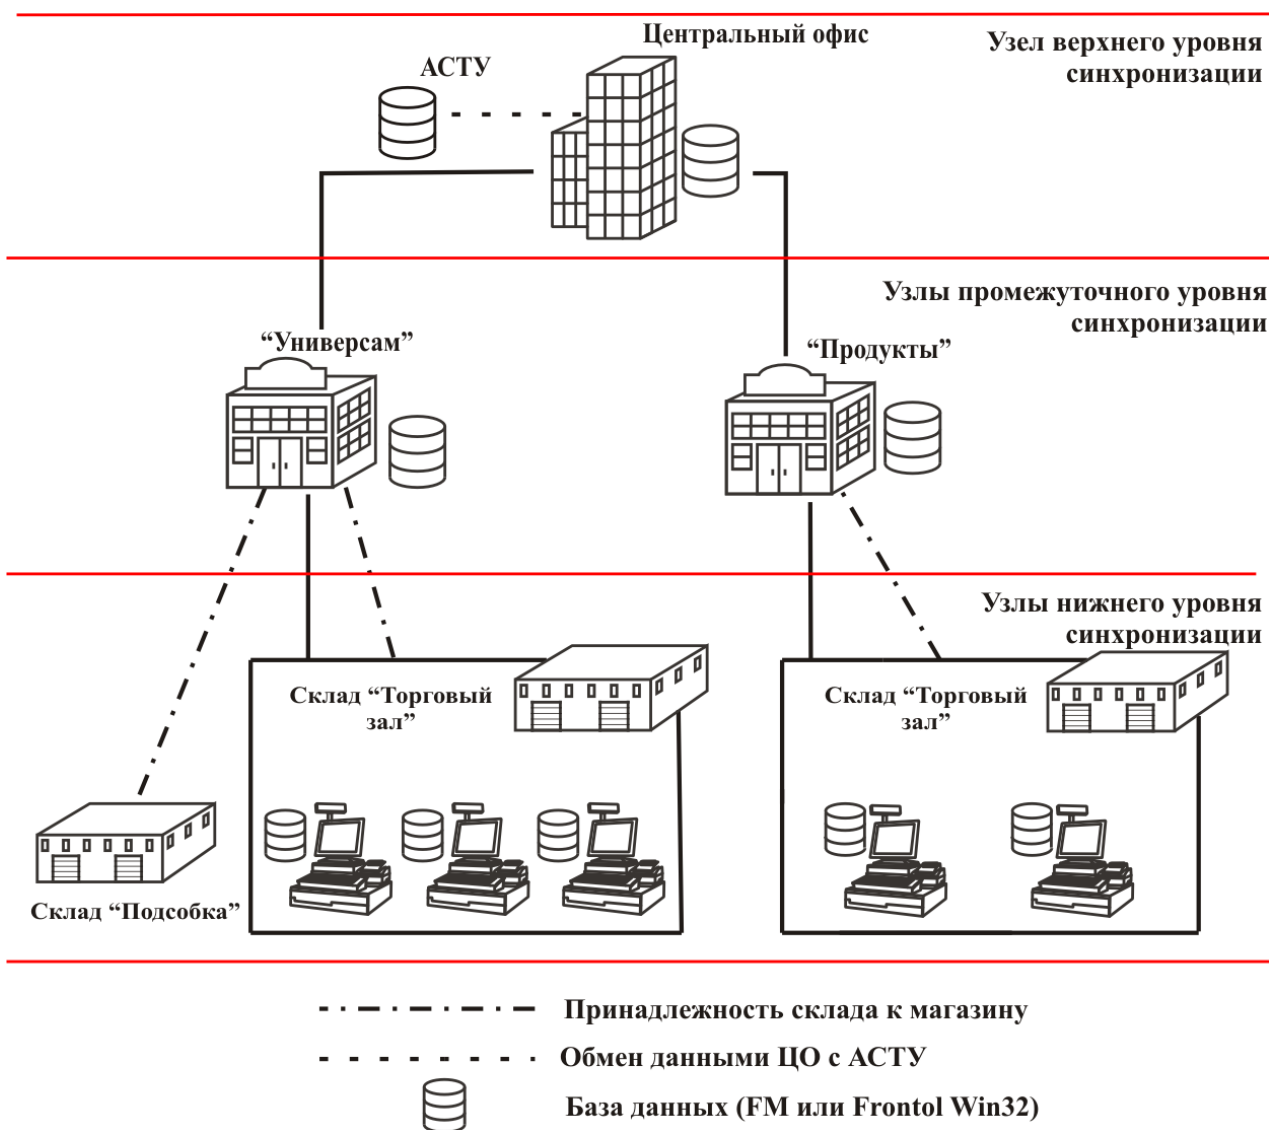 Центральный офис
Узел верхнего уровня
синхронизации
АСТУ
Узлы промежуточного уровня
синхронизации
“Универсам”
“Продукты”
Узлы нижнего уровня
синхронизации
Склад “Торговый
зал”
Склад “Торговый
зал”
Склад “Подсобка”
Принадлежность склада к магазину
Обмен данными ЦО с АСТУ
База данных (FM или Frontol Win32)